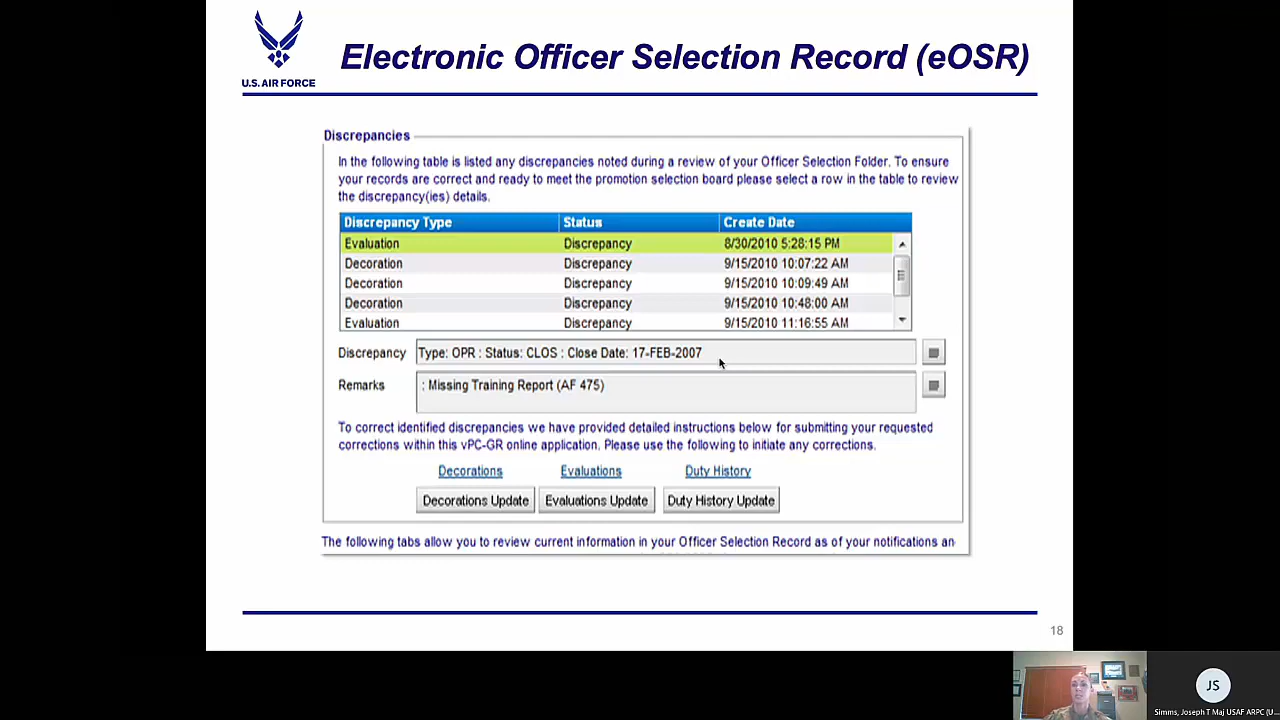 U.S. AIR FORCE
Electronic Officer Selection Record (eOSR)
Discrepancies
In the following table is listed any discrepancies noted during a review of your Officer Selection Folder. To ensure
your records are correct and ready to meet the promotion selection board please select a row in the table to review
the discrepancy(ies) details.
Discrepancy Type Status Create Date
Evaluation Discrepancy 8/30/2010 5:28:15 PM
Decoration Discrepancy 9/15/2010 10:07:22 AM
Decoration Discrepancy 9/15/2010 10:09:49 AM
Decoration Discrepancy 9/15/2010 10:48:00 AM
Evaluation Discrepancy 9/15/2010 11:16:55 AM
Discrepancy Type: OPR : Status: CLOS : Close Date: 17-FEB-2007
Remarks : Missing Training Report (AF 475)
To correct identified discrepancies we have provided detailed instructions below for submitting your requested
corrections within this vPC-GR online application. Please use the following to initiate any corrections.
Decorations Evaluations Duty History
Decorations Update Evaluations Update Duty History Update
The following tabs allow you to review current information in your Officer Selection Record as of your notifications an
18
JS
Simms, Joseph T Maj USAF ARPC (U